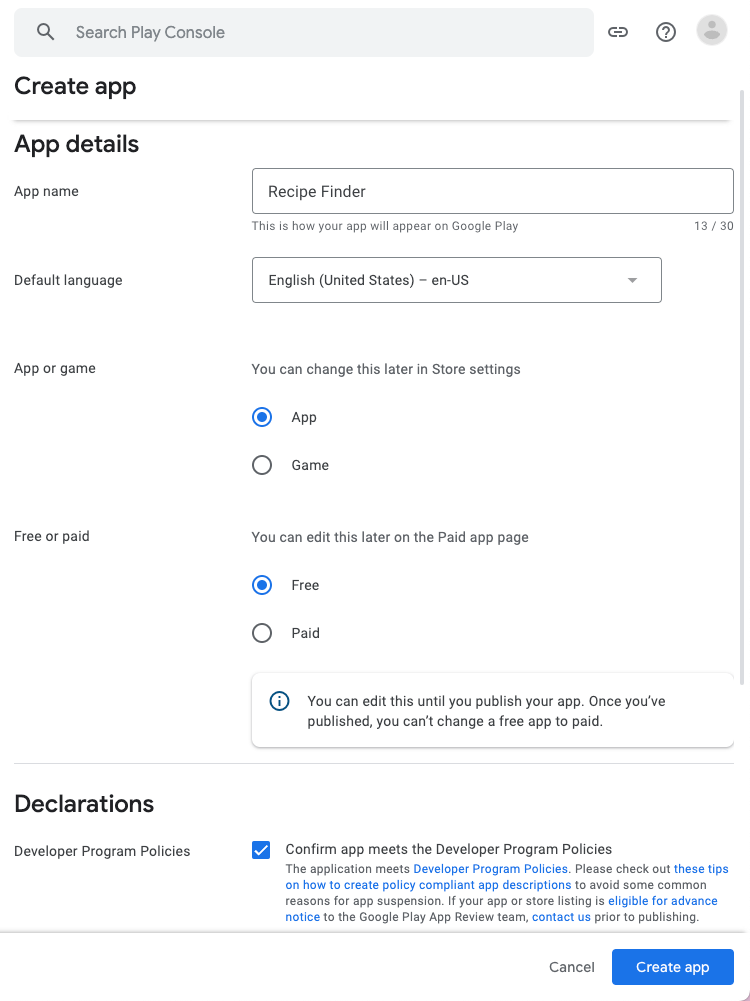 Search Play Console
Create app
App details
App name
Recipe Finder
This is how your app will appear on Google Play
13 / 30
Default language
English (United States) – en-US
App or game
You can change this later in Store settings
App
Game
Free or paid
You can edit this later on the Paid app page
Free
Paid
You can edit this until you publish your app. Once you’ve
published, you can’t change a free app to paid.
Declarations
Developer Program Policies
Confirm app meets the Developer Program Policies
The application meets Developer Program Policies. Please check out these tips
on how to create policy compliant app descriptions to avoid some common
reasons for app suspension. If your app or store listing is eligible for advance
notice to the Google Play App Review team, contact us prior to publishing.
Cancel
Create app